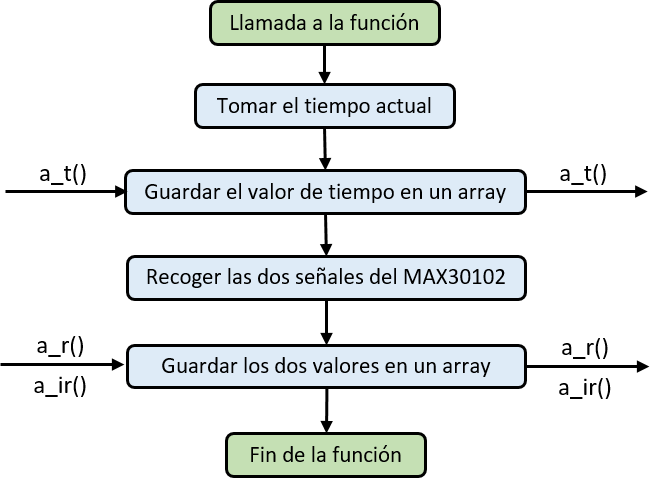 Llamada a la función
Tomar el tiempo actual
a_t()
Guardar el valor de tiempo en un array
a_t()
Recoger las dos señales del MAX30102
a_r()
a_ir()
Guardar los dos valores en un array
a_r()
a_ir()
Fin de la función